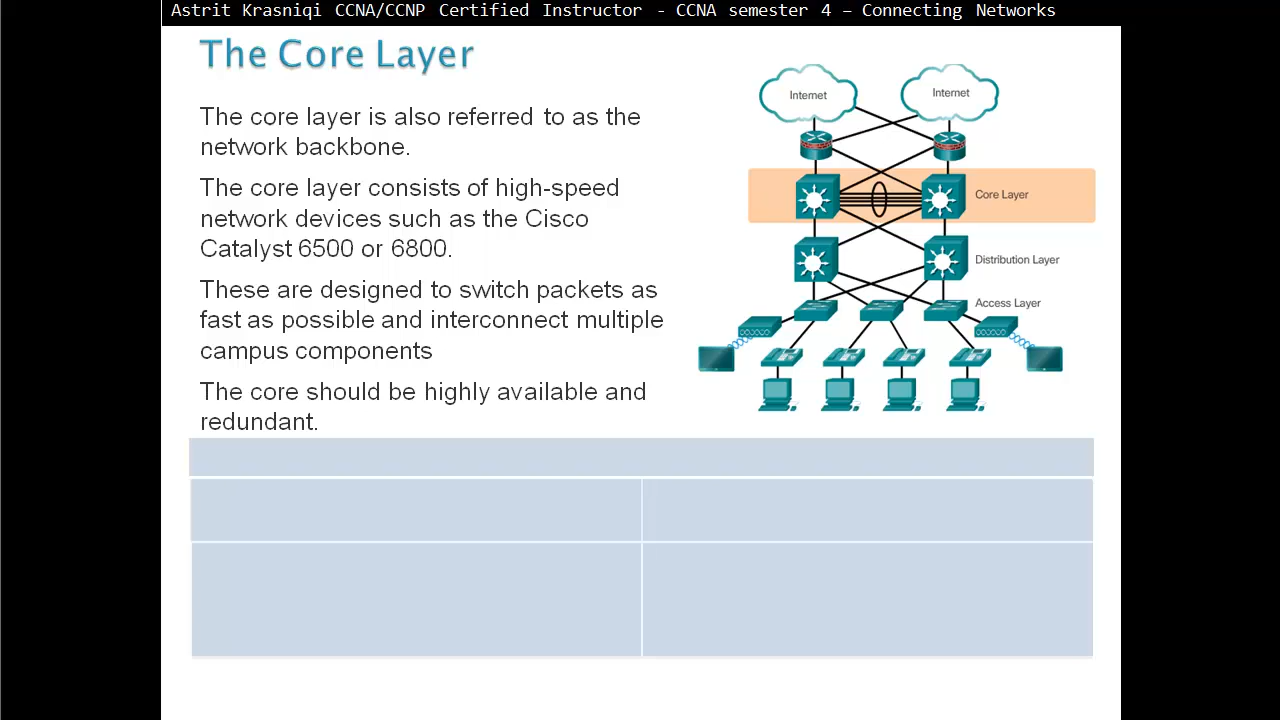 Astrit Krasniqi CCNA/CCNP Certified Instructor - CCNA semester 4 – Connecting Networks
The Core Layer
The core layer is also referred to as the
network backbone.
The core layer consists of high-speed
network devices such as the Cisco
Catalyst 6500 or 6800.
These are designed to switch packets as
fast as possible and interconnect multiple
campus components
The core should be highly available and
redundant.
Internet
Internet
Core Layer
Distribution Layer
Access Layer